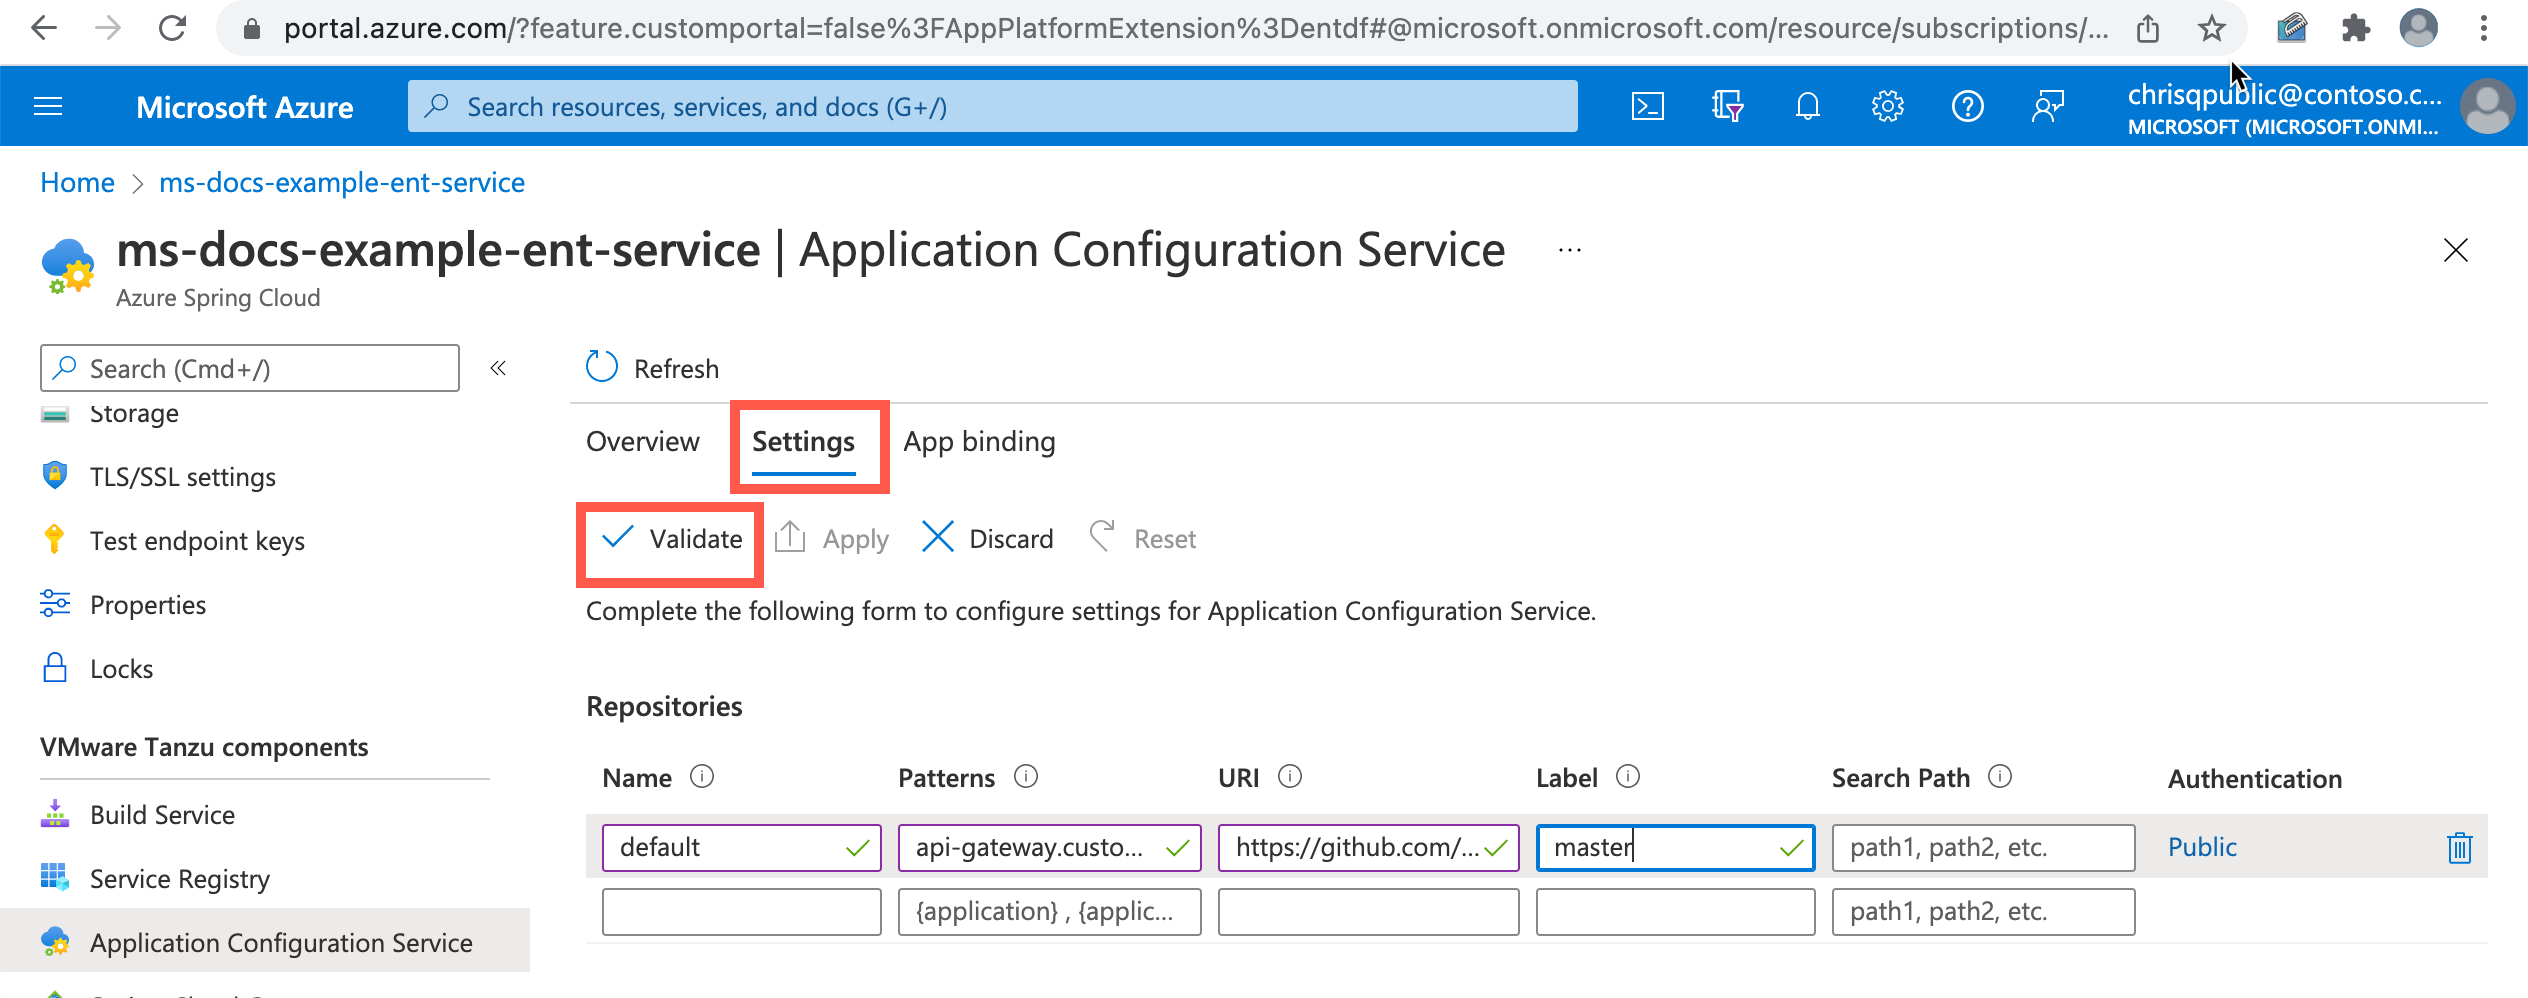 portal.azure.com/?feature.customportal=false%3FAppPlatformExtension%3Dentdf#@microsoft.onmicrosoft.com/resource/subscriptions/...
Microsoft Azure
Search resources, services, and docs (G+/)
chrisqpublic@contoso.c...
MICROSOFT (MICROSOFT.ONMI...
Home > ms-docs-example-ent-service
ms-docs-example-ent-service | Application Configuration Service ...
Azure Spring Cloud
Search (Cmd+/)
«
Refresh
Storage
TLS/SSL settings
Test endpoint keys
Properties
Locks
VMware Tanzu components
Build Service
Service Registry
Application Configuration Service
Overview Settings App binding
Validate Apply Discard Reset
Complete the following form to configure settings for Application Configuration Service.
Repositories
Name Patterns URI Label Search Path Authentication
default api-gateway.custo... https://github.com/... master path1, path2, etc. Public
{application} , {applic... path1, path2, etc.